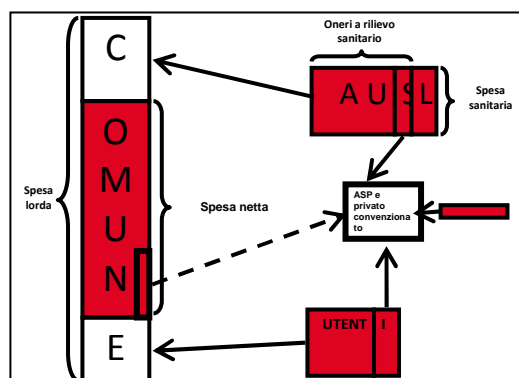 Oneri a rilievo
sanitario
C
O
M
U
N
E
Spesa
lorda
Spesa netta
A U S L
Spesa
sanitaria
ASP e
privato
convenziona
to
UTENT I